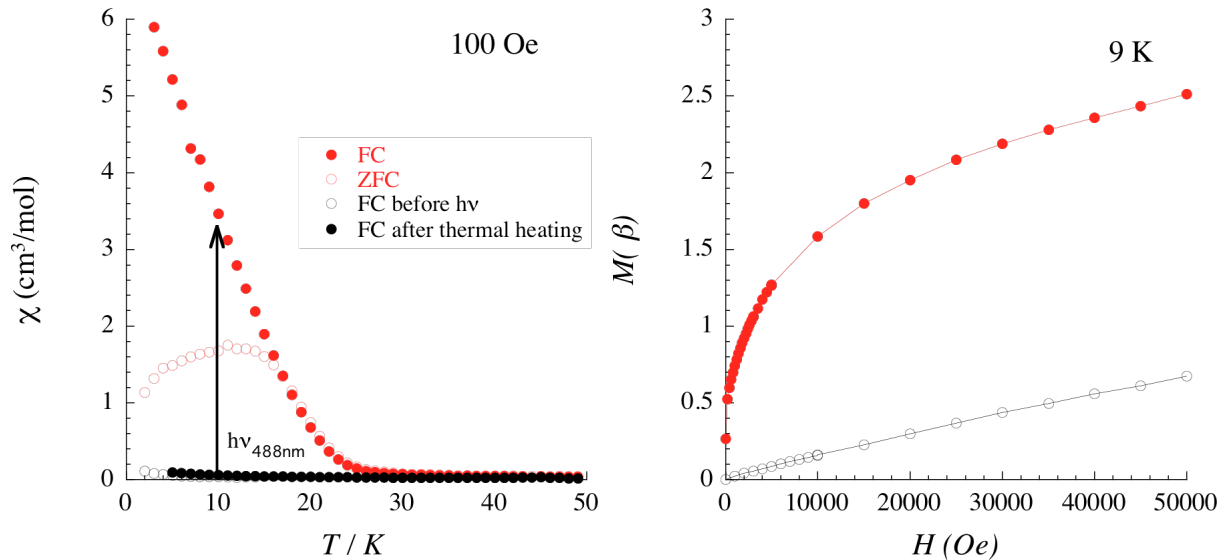 6
5
4
3
2
1
0
χ (cm³/mol)
100 Oe
FC
ZFC
FC before hν
FC after thermal heating
hν488nm
0 10 20 30 40 50
T / K
3
2.5
2
1.5
1
0.5
0
M( β)
9 K
0 10000 20000 30000 40000 50000
H (Oe)